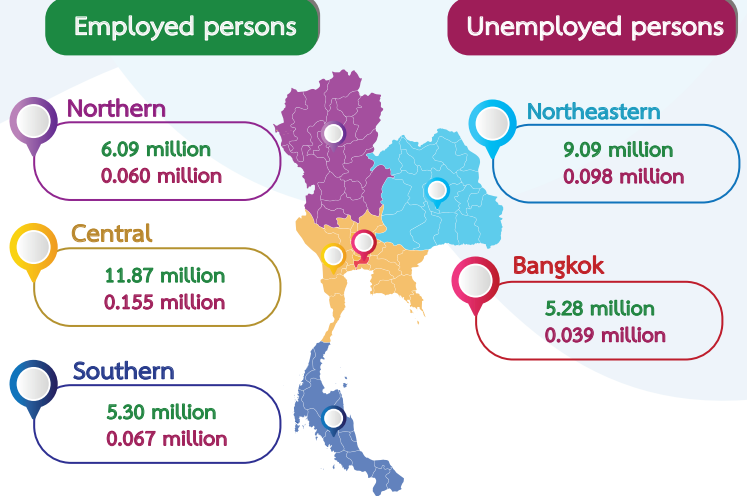 Employed persons
Unemployed persons
Northern
6.09 million
0.060 million
Northeastern
9.09 million
0.098 million
Central
11.87 million
0.155 million
Bangkok
5.28 million
0.039 million
Southern
5.30 million
0.067 million